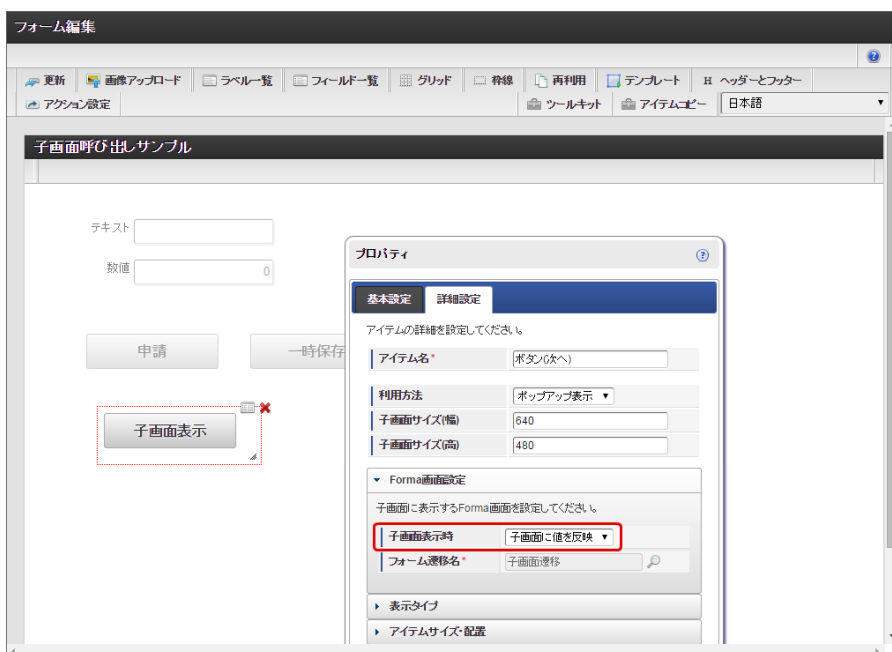 フォーム編集
更新 画像アップロード ラベル一覧 フィールド一覧 グリッド 枠線 再利用 テンプレート H ヘッダーとフッター
アクション設定 ツールキット アイテムコピー 日本語
子画面呼び出しサンプル
テキスト
数値 0
申請 一時保存
子画面表示
プロパティ
基本設定 詳細設定
アイテムの詳細を設定してください。
アイテム名* ボタン(次へ)
利用方法 ポップアップ表示
子画面サイズ(幅) 640
子画面サイズ(高) 480
Forma画面設定
子画面に表示するForma画面を設定してください。
子画面表示時 子画面に値を反映
フォーム遷移名* 子画面遷移
表示タイプ
アイテムサイズ・配置